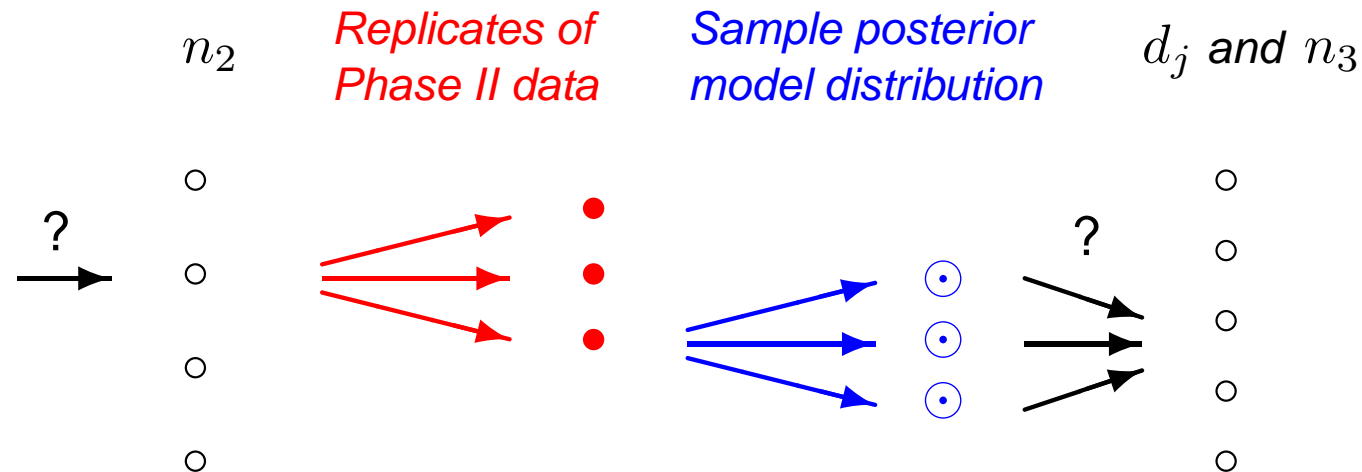 n₂
Replicates of
Phase II data
Sample posterior
model distribution
dⱼ and n₃
?
?